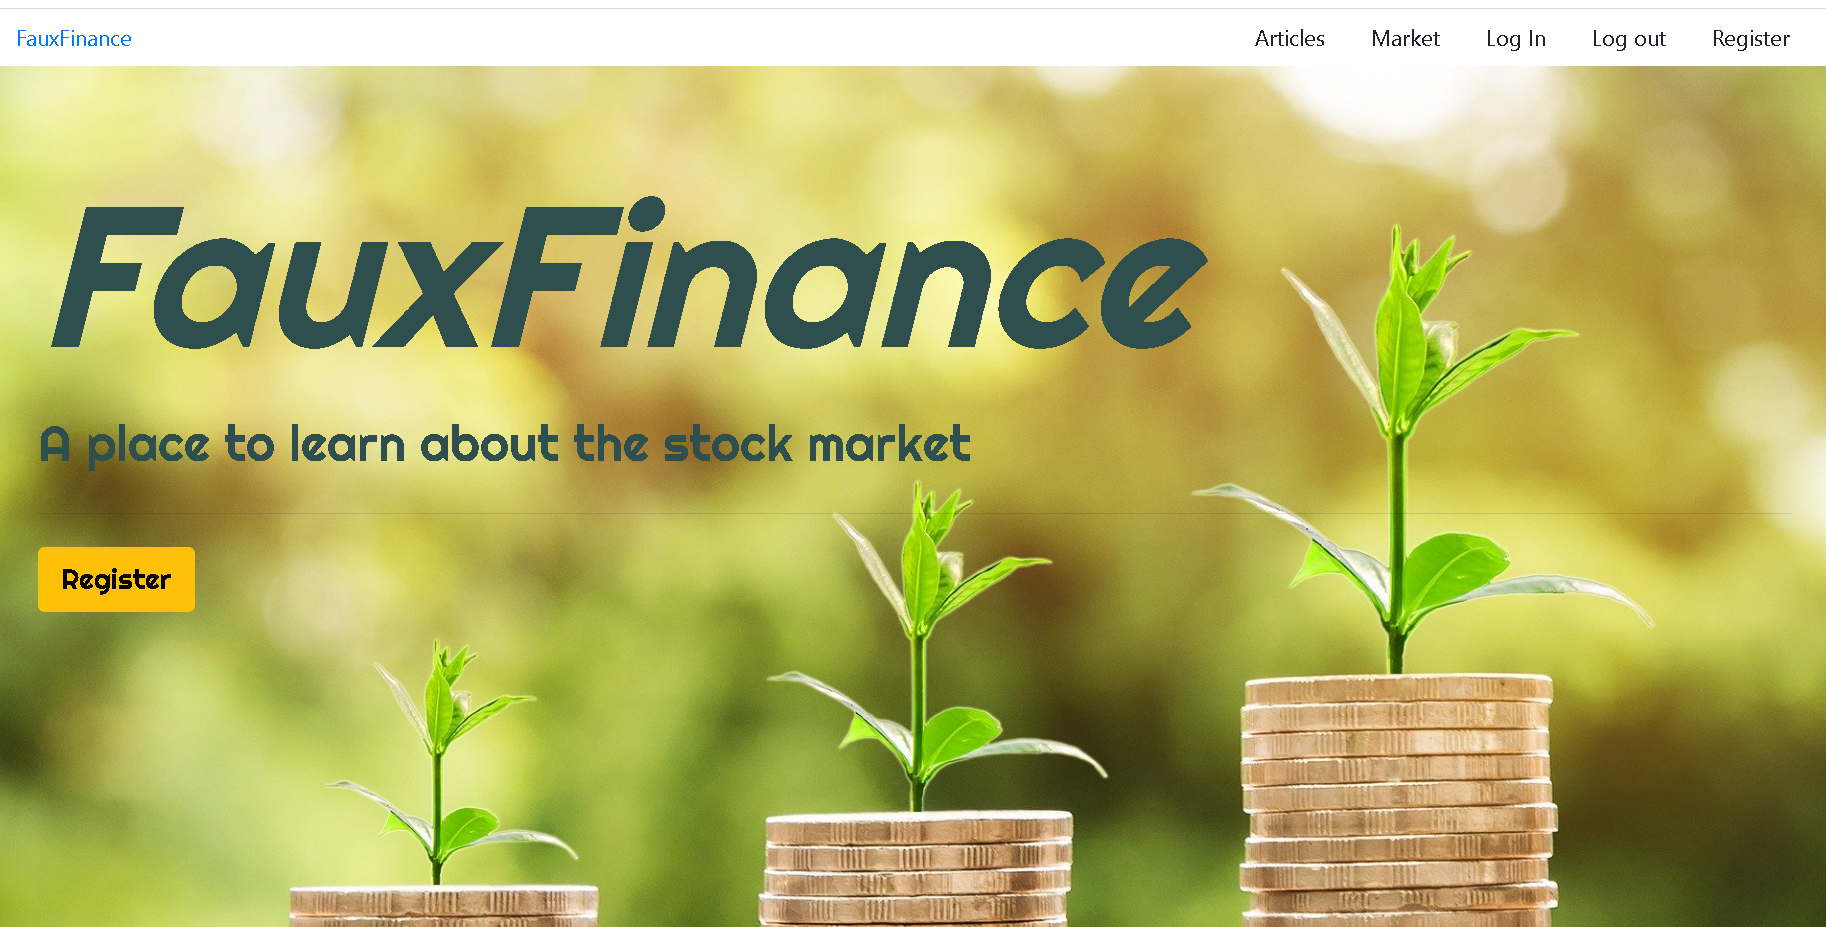 FauxFinance Articles Market Log In Log out Register
FauxFinance
A place to learn about the stock market
Register